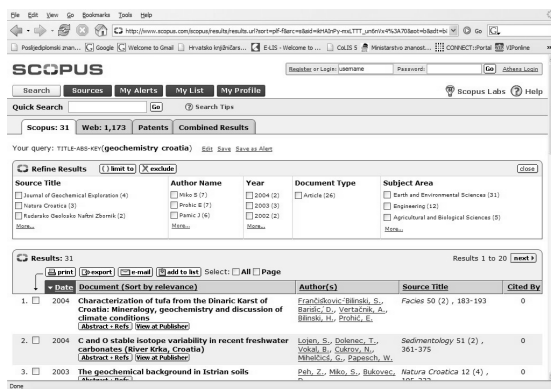 File Edit View Go Bookmarks Tools Help
http://www.scopus.com/scopus/results/results.url?sort=plf-f&src=s&sid= Go
Posljediplomski znan... Google Welcome to Gmail Hrvatsko knjižničars... E-LIS - Welcome to ... CoLIS 5 Ministarstvo znanost... CONNECT::Portal VIPonline
SCOPUS
Register or Login: username Password: Go Athens Login
Search Sources My Alerts My List My Profile Scopus Labs Help
Quick Search Go Search Tips
Scopus: 31 Web: 1,173 Patents Combined Results
Your query: TITLE-ABS-KEY(geochemistry croatia) Edit Save Save as Alert
Refine Results limit to exclude close
Source Title Author Name Year Document Type Subject Area
Journal of Geochemical Exploration (4) Miko S (7) 2004 (2) Article (26) Earth and Environmental Sciences (31)
Natura Croatica (3) Prohic E (7) 2003 (3) Engineering (12)
Rudarsko Geolosko Naftni Zbornik (2) Pamic J (6) 2002 (2) Agricultural and Biological Sciences (5)
More... More... More... More...
Results: 31 Results 1 to 20 next
print export e-mail add to list Select: All Page
Date Document (Sort by relevance) Author(s) Source Title Cited By
1. 2004 Characterization of tufa from the Dinaric Karst of Frančišković-Bilinski, S., Facies 50 (2) , 183-193 0
Croatia: Mineralogy, geochemistry and discussion of Barišić, D., Vertačnik, A.,
climate conditions Bilinski, H., Prohić, E.
Abstract + Refs View at Publisher
2. 2004 C and O stable isotope variability in recent freshwater Lojen, S., Dolenec, T., Sedimentology 51 (2) , 0
carbonates (River Krka, Croatia) Vokal, B., Cukrov, N., 361-375
Abstract + Refs View at Publisher Mihelčić, G., Papesch, W.
3. 2003 The geochemical background in Istrian soils Peh, Z., Miko, S., Bukovec, Natura Croatica 12 (4) , 0
Done